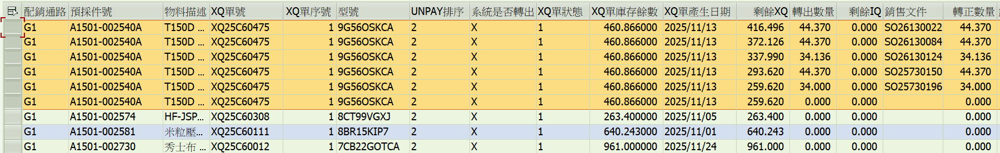 配銷通路 預採件號 物料描述 XQ單號 XQ單序號 型號 UNPAY排序 系統是否轉出 XQ單狀態 XQ單庫存餘數 XQ單產生日期 剩餘XQ 轉出數量 剩餘IQ 銷售文件 轉正數量
G1 A1501-002540A T150D ... XQ25C60475 1 9G56OSKCA 2 X 1 460.866000 2025/11/13 416.496 44.370 0.000 SO26130022 44.370
G1 A1501-002540A T150D ... XQ25C60475 1 9G56OSKCA 2 X 1 460.866000 2025/11/13 372.126 44.370 0.000 SO26130084 44.370
G1 A1501-002540A T150D ... XQ25C60475 1 9G56OSKCA 2 X 1 460.866000 2025/11/13 337.990 34.136 0.000 SO26130124 34.136
G1 A1501-002540A T150D ... XQ25C60475 1 9G56OSKCA 2 X 1 460.866000 2025/11/13 293.620 44.370 0.000 SO25730150 44.370
G1 A1501-002540A T150D ... XQ25C60475 1 9G56OSKCA 2 X 1 460.866000 2025/11/13 259.620 34.000 0.000 SO25730196 34.000
G1 A1501-002540A T150D ... XQ25C60475 1 9G56OSKCA 2 X 1 460.866000 2025/11/13 259.620 0.000 0.000 0.000
G1 A1501-002574 HF-JSP... XQ25C60308 1 8CT99VGXJ 2 X 1 263.400000 2025/11/05 263.400 0.000 0.000 0.000
G1 A1501-002581 米粒壓... XQ25C60111 1 8BR15KIP7 2 X 1 640.243000 2025/11/01 640.243 0.000 0.000 0.000
G1 A1501-002730 秀士布 ... XQ25C60012 1 7CB22GOTCA 2 X 1 961.000000 2025/11/24 961.000 0.000 0.000 0.000